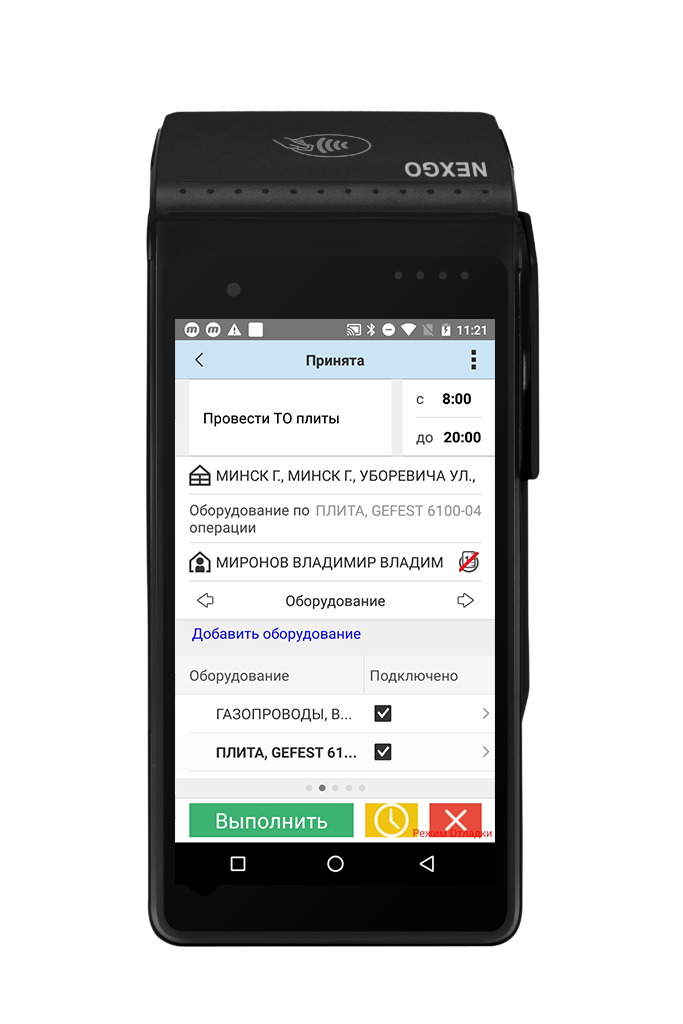 NEXGO
11:21
Принята
Провести ТО плиты
с 8:00
до 20:00
МИНСК Г., МИНСК Г., УБОРЕВИЧА УЛ.,
Оборудование по операции ПЛИТА, GEFEST 6100-04
МИРОНОВ ВЛАДИМИР ВЛАДИМ
Оборудование
Добавить оборудование
Оборудование Подключено
ГАЗОПРОВОДЫ, В...
ПЛИТА, GEFEST 61...
Выполнить
Режим Отладки